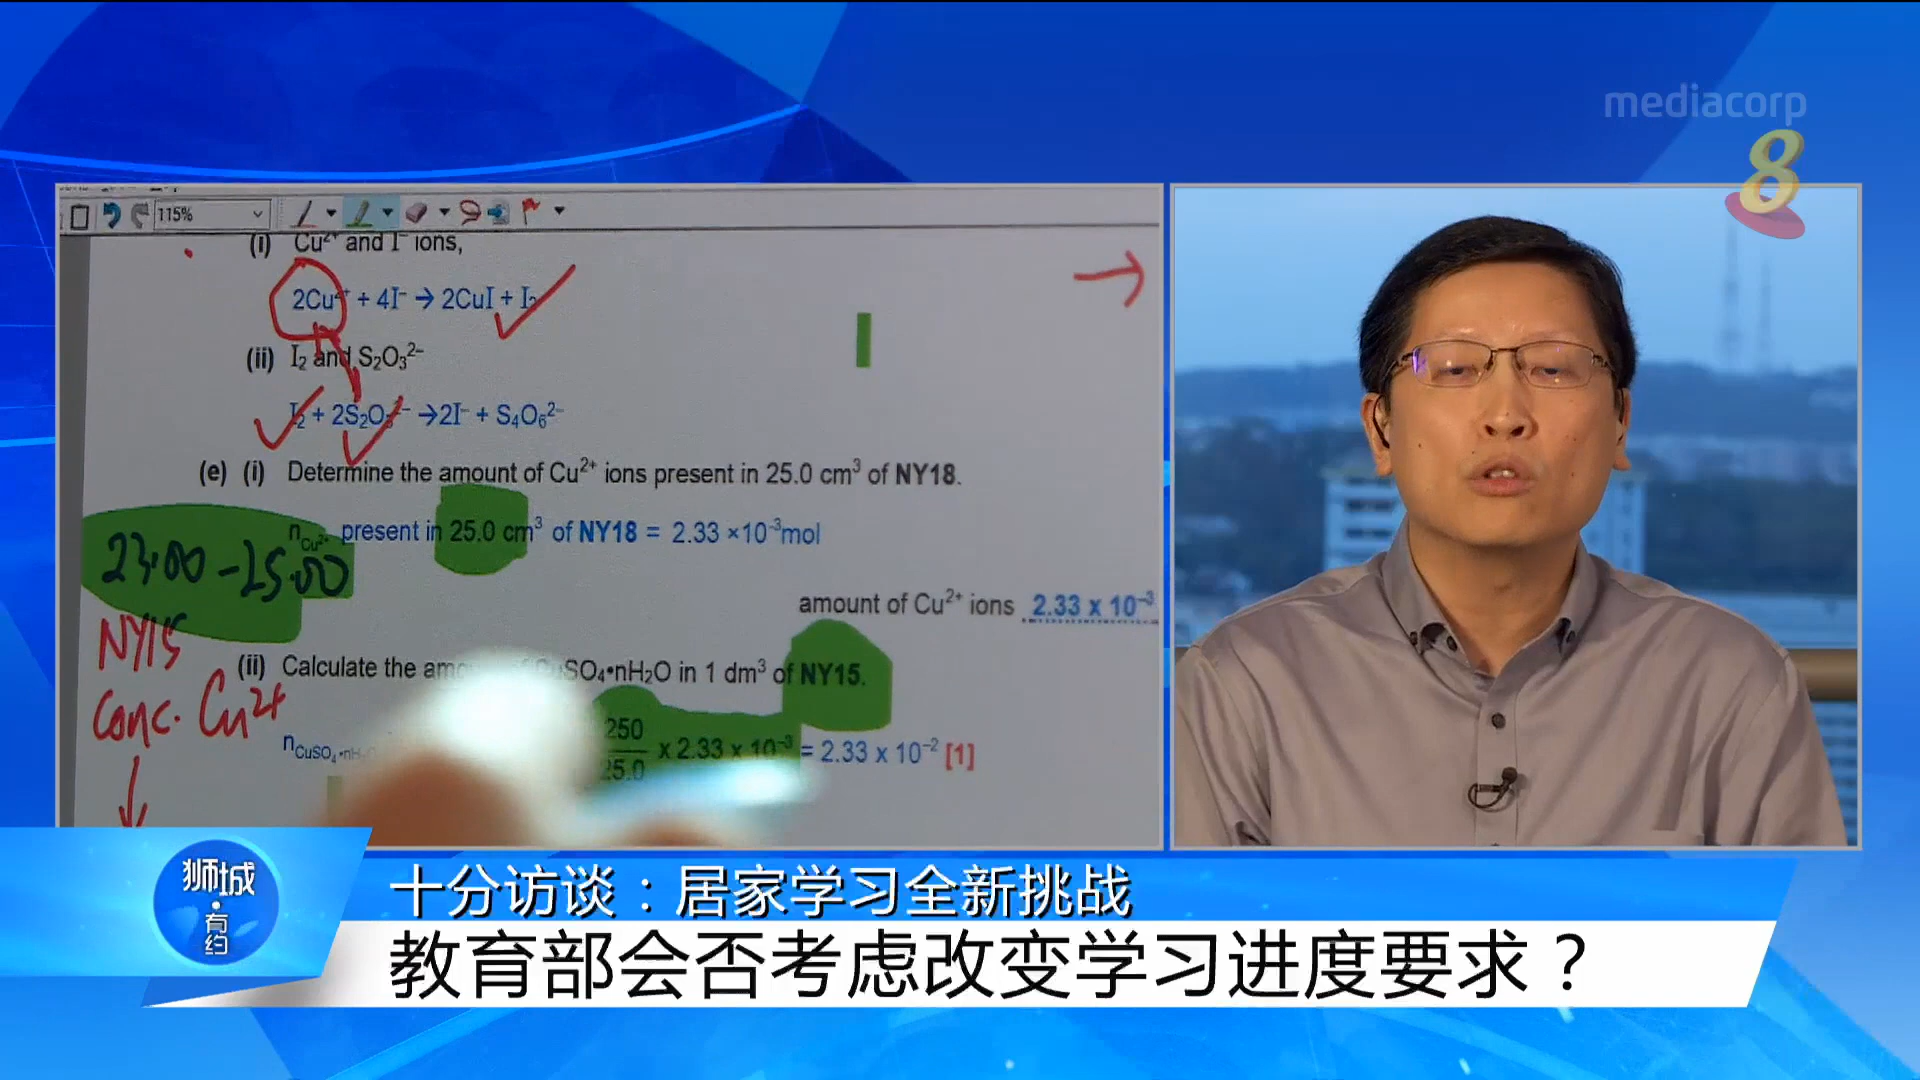 mediacorp
8
115%
(i) Cu²⁺ and I⁻ ions,
2Cu²⁺ + 4I⁻ → 2CuI + I₂
(ii) I₂ and S₂O₃²⁻
I₂ + 2S₂O₃²⁻ → 2I⁻ + S₄O₆²⁻
(e) (i) Determine the amount of Cu²⁺ ions present in 25.0 cm³ of NY18.
n Cu²⁺ present in 25.0 cm³ of NY18 = 2.33 ×10⁻³mol
23.00 - 25.00
amount of Cu²⁺ ions 2.33 x 10⁻³
NY15
(ii) Calculate the CuSO₄•nH₂O in 1 dm³ of NY15.
conc. Cu²⁺
n CuSO₄•nH 250/25.0 x 2.33 x 10⁻³ = 2.33 x 10⁻² [1]
狮城有约
十分访谈：居家学习全新挑战
教育部会否考虑改变学习进度要求？